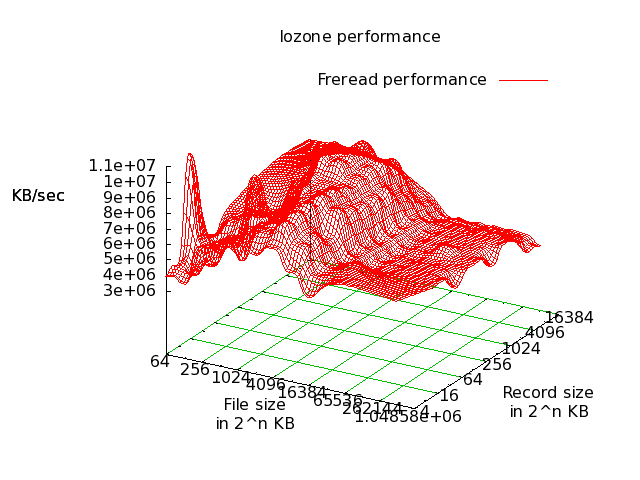 Iozone performance
Freread performance
KB/sec
1.1e+07
1e+07
9e+06
8e+06
7e+06
6e+06
5e+06
4e+06
3e+06
64
256
1024
4096
16384
65536
262144
1.04858e+06
File size
in 2^n KB
4
16
64
256
1024
4096
16384
Record size
in 2^n KB